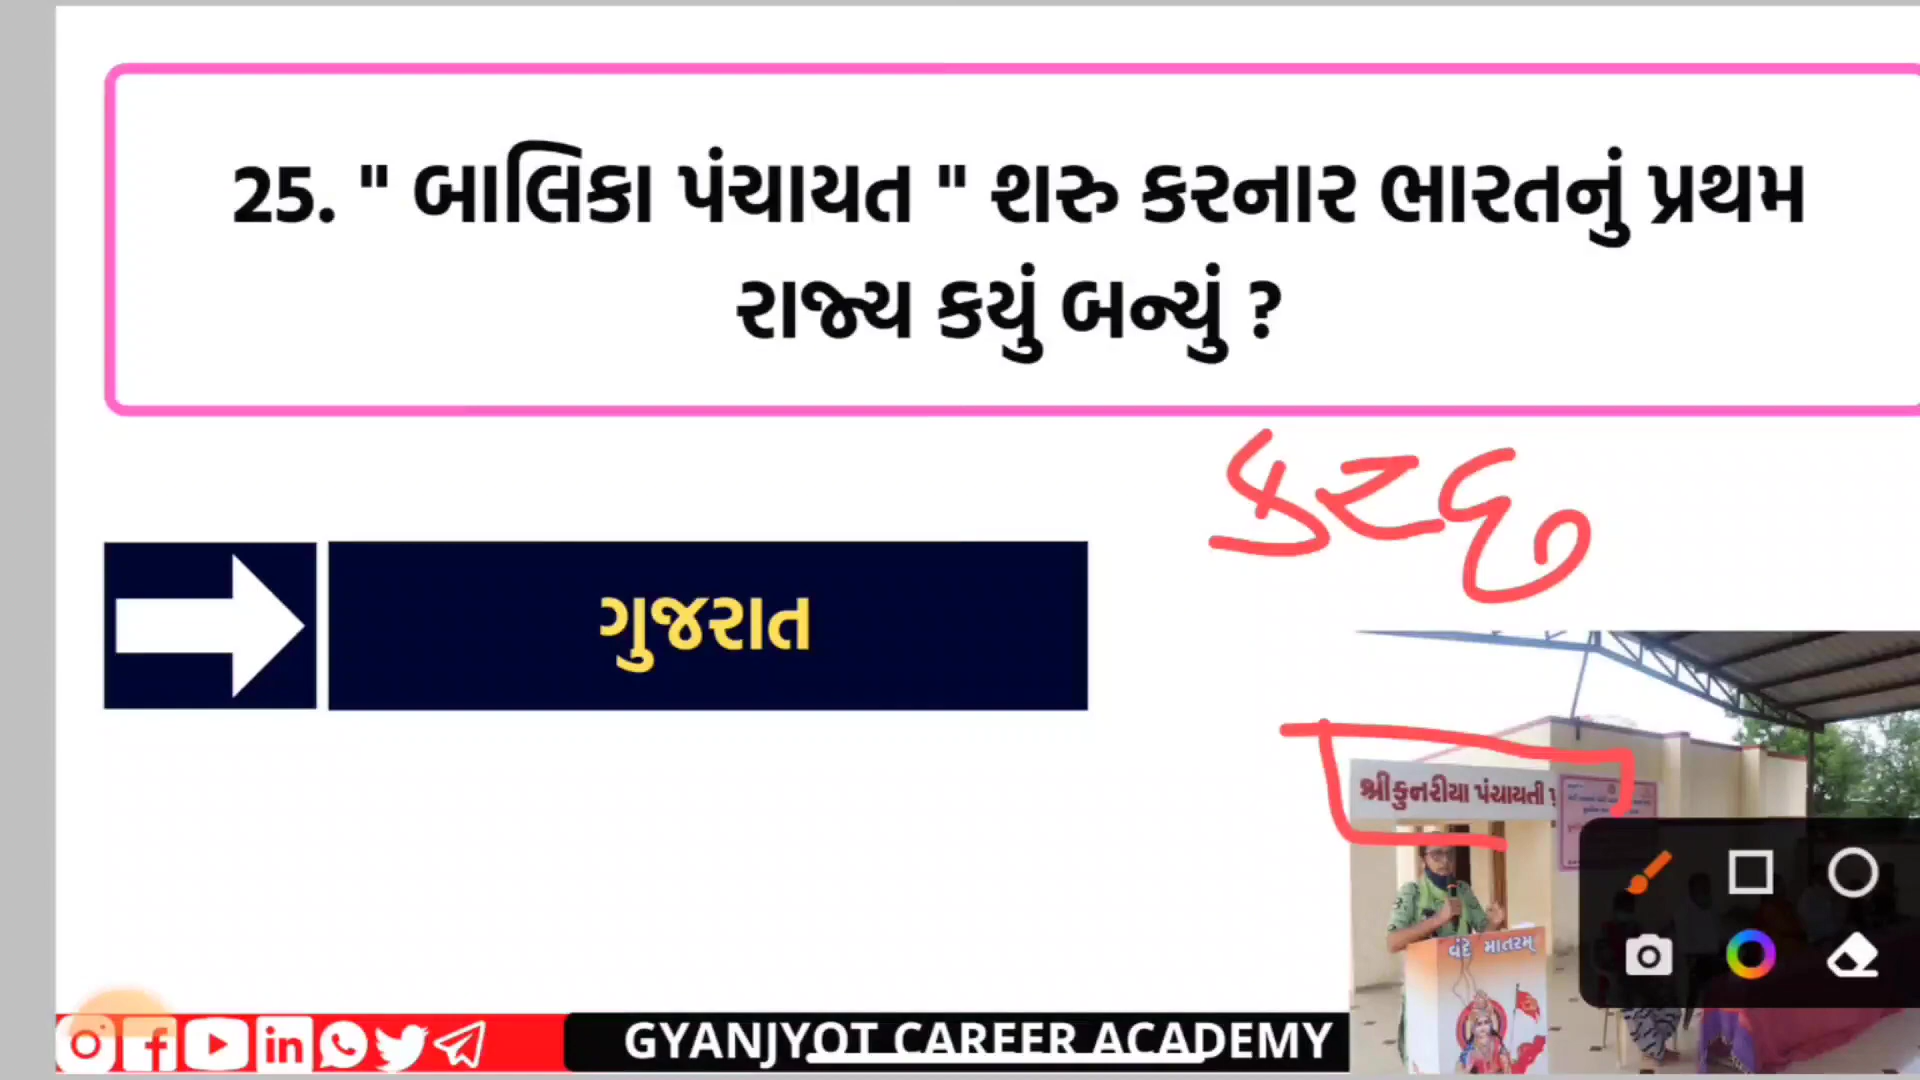 25. " બાલિકા પંચાયત " શરુ કરનાર ભારતનું પ્રથમ
રાજ્ય કયું બન્યું ?
કચ્છ
ગુજરાત
શ્રી કુનરીયા પંચાયતી
વંદે માતરમ્
GYANJYOT CAREER ACADEMY